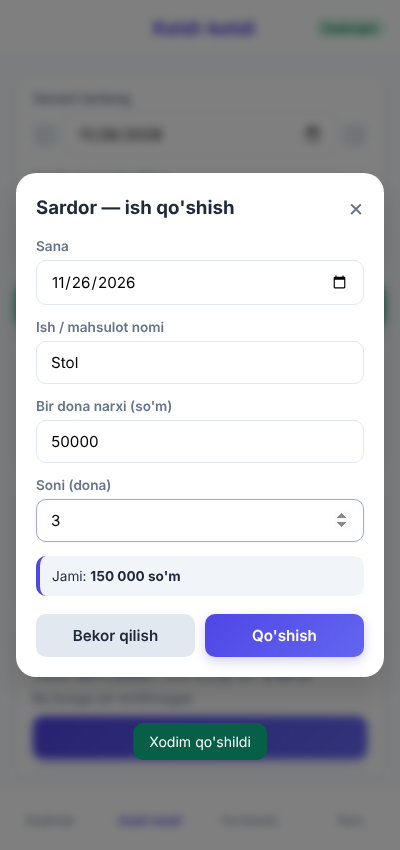 Sardor — ish qo'shish
×
Sana
11/26/2026
Ish / mahsulot nomi
Stol
Bir dona narxi (so'm)
50000
Soni (dona)
3
Jami: 150 000 so'm
Bekor qilish
Qo'shish
Xodim qo'shildi